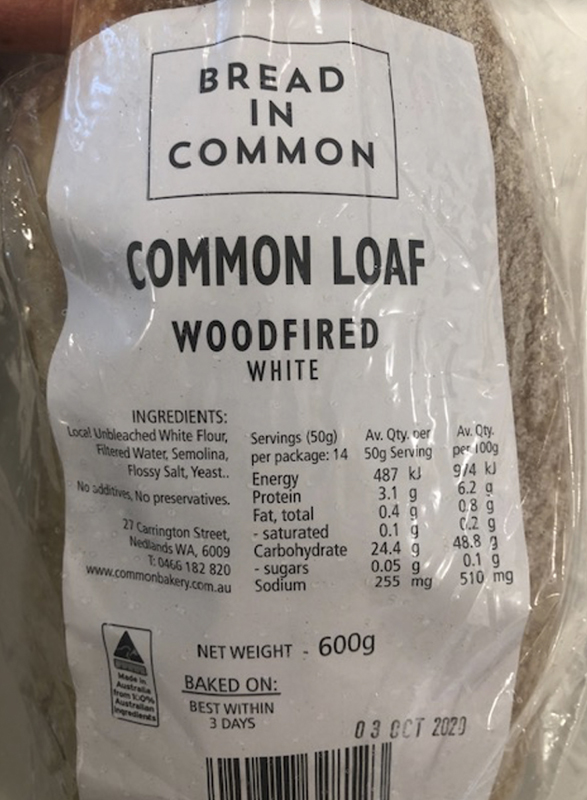 BREAD
IN
COMMON
COMMON LOAF
WOODFIRED
WHITE
INGREDIENTS:
Local Unbleached White Flour,
Filtered Water, Semolina,
Flossy Salt, Yeast..
No additives, No preservatives.
27 Carrington Street,
Nedlands WA, 6009
T: 0466 182 820
www.commonbakery.com.au
Servings (50g) Av. Qty. per Av. Qty.
per package: 14 50g Serving per 100g
Energy 487 kJ 974 kJ
Protein 3.1 g 6.2 g
Fat, total 0.4 g 0.8 g
- saturated 0.1 g 0.2 g
Carbohydrate 24.4 g 48.8 g
- sugars 0.05 g 0.1 g
Sodium 255 mg 510 mg
Made in
Australia
from 100%
Australian
Ingredients
NET WEIGHT - 600g
BAKED ON:
BEST WITHIN
3 DAYS
03 OCT 2020